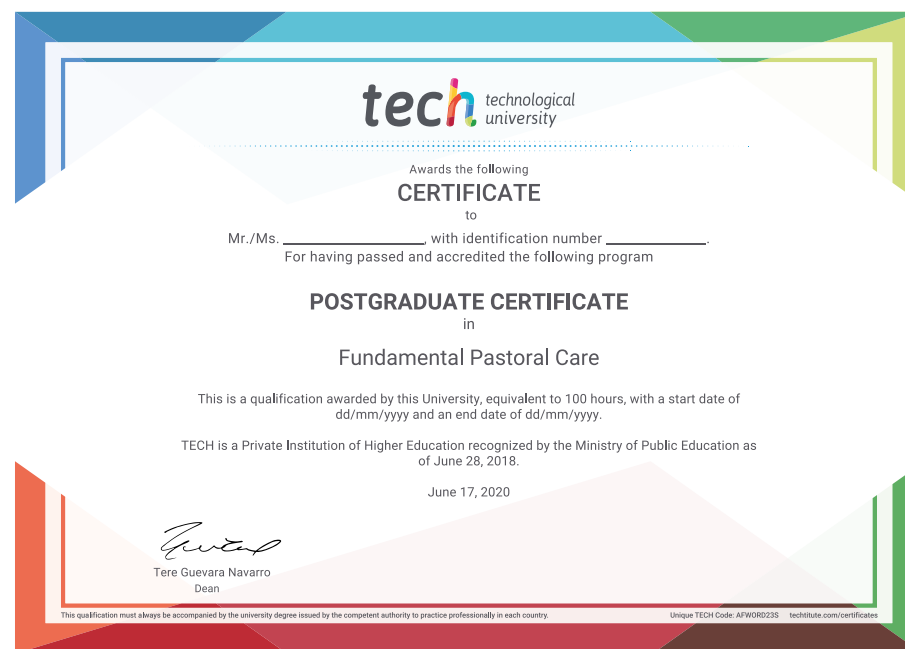 tech technological
university
Awards the following
CERTIFICATE
to
Mr./Ms. ____________________, with identification number ______________.
For having passed and accredited the following program
POSTGRADUATE CERTIFICATE
in
Fundamental Pastoral Care
This is a qualification awarded by this University, equivalent to 100 hours, with a start date of
dd/mm/yyyy and an end date of dd/mm/yyyy.
TECH is a Private Institution of Higher Education recognized by the Ministry of Public Education as
of June 28, 2018.
June 17, 2020
Tere Guevara Navarro
Dean
This qualification must always be accompanied by the university degree issued by the competent authority to practice professionally in each country. Unique TECH Code: AFWORD23S techtitute.com/certificates